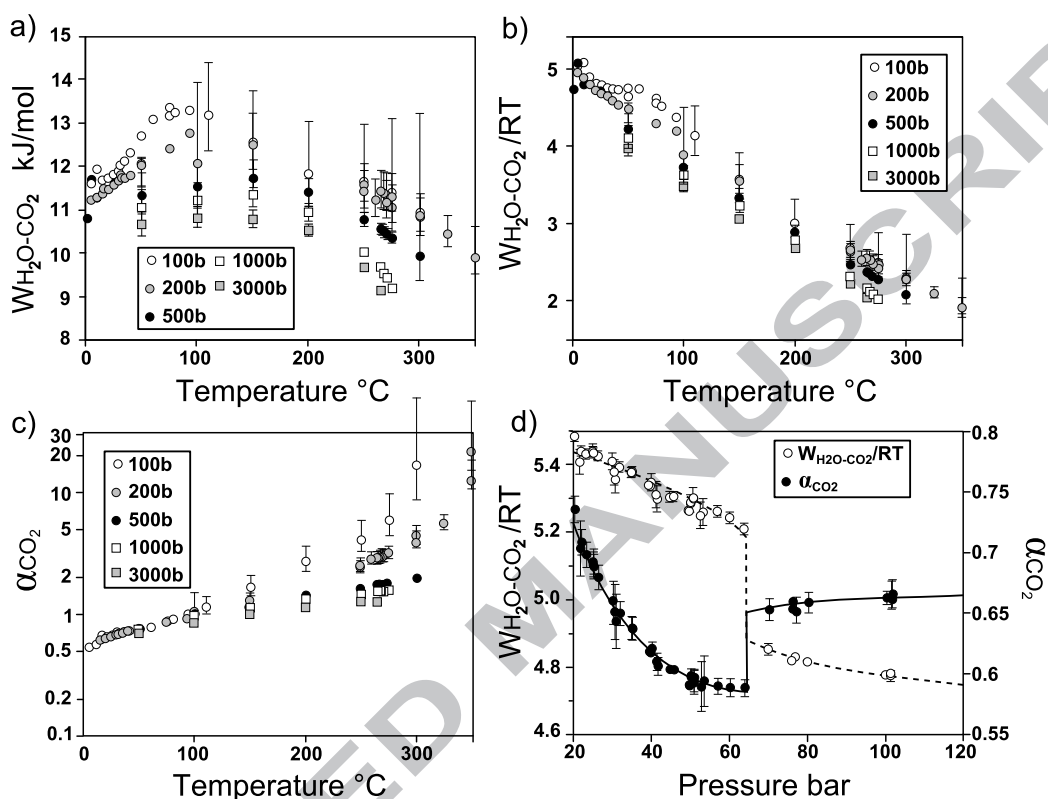 a)
15
14
13
12
11
10
9
8
WH₂O-CO₂ kJ/mol
100b
200b
500b
1000b
3000b
0 100 200 300
Temperature °C
b)
5
4
3
2
WH₂O-CO₂/RT
100b
200b
500b
1000b
3000b
0 100 200 300
Temperature °C
c)
30
20
10
5
2
1
0.5
0.2
0.1
αCO₂
100b
200b
500b
1000b
3000b
0 100 200 300
Temperature °C
d)
5.4
5.2
5.0
4.8
4.6
WH₂O-CO₂/RT
WH2O-CO2/RT
αCO2
0.8
0.75
0.7
0.65
0.6
0.55
αCO₂
20 40 60 80 100 120
Pressure bar
ED MANUSCRIP